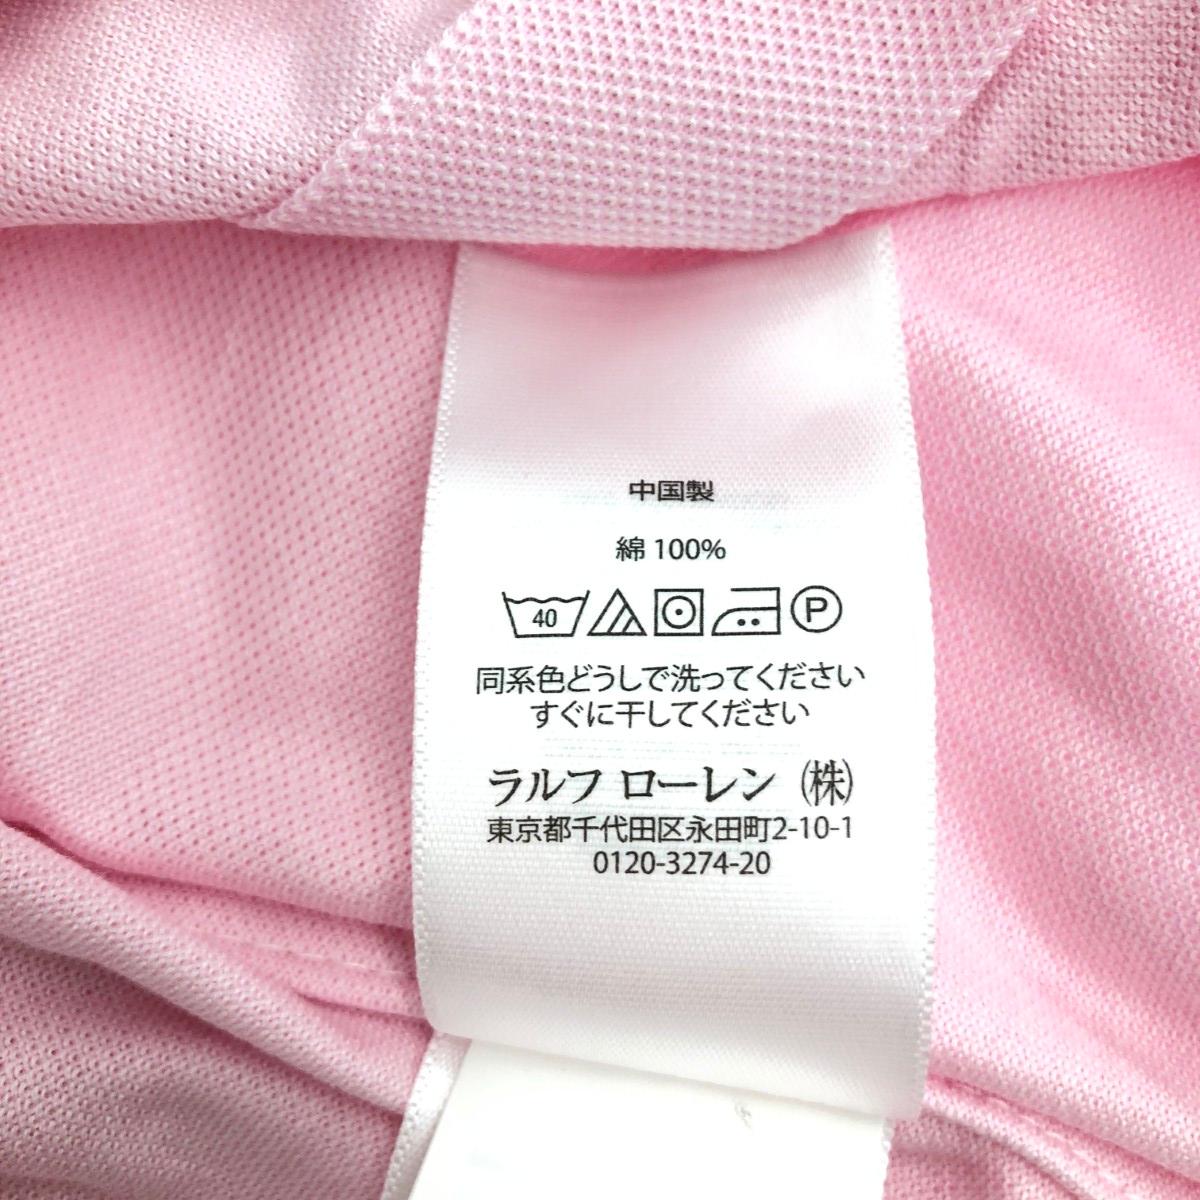 中国製
綿 100%
40 P
同系色どうしで洗ってください
すぐに干してください
ラルフ ローレン ㈱
東京都千代田区永田町2-10-1
0120-3274-20